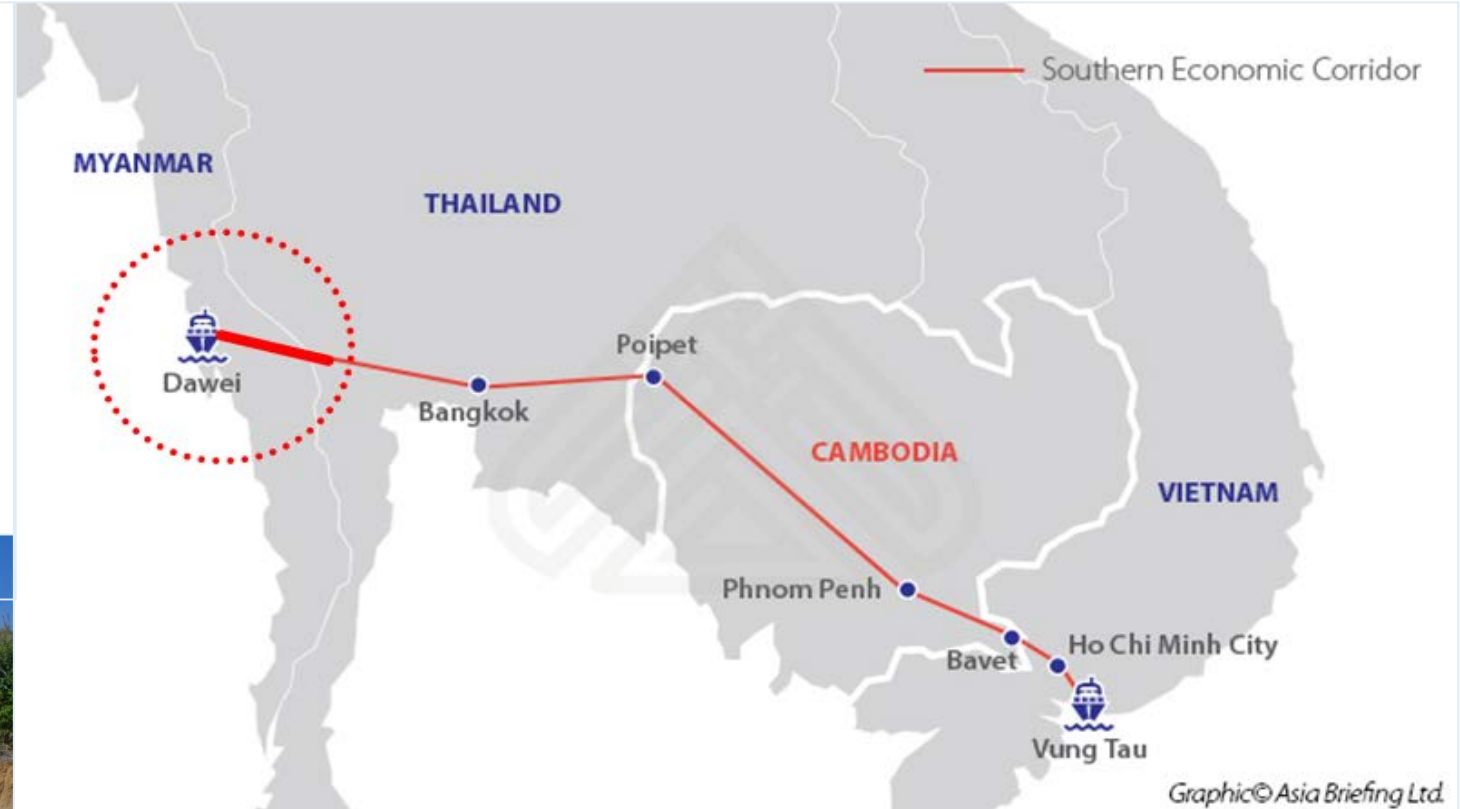 Southern Economic Corridor
MYANMAR
THAILAND
Poipet
Dawei
Bangkok
CAMBODIA
VIETNAM
Phnom Penh
Ho Chi Minh City
Bavet
Vung Tau
Graphic© Asia Briefing Ltd.